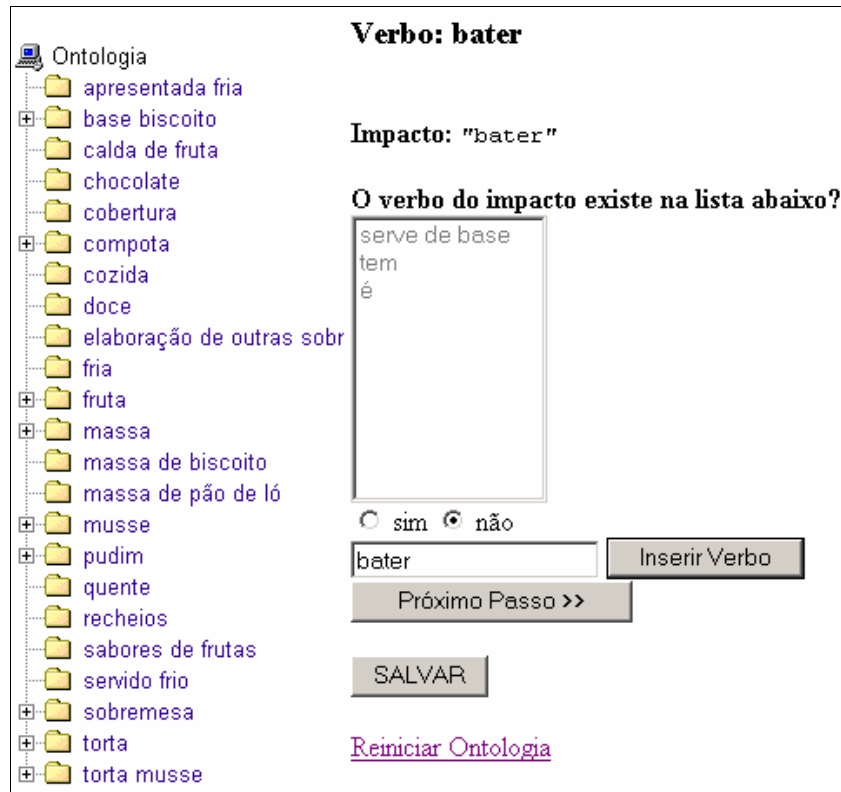 Ontologia
apresentada fria
base biscoito
calda de fruta
chocolate
cobertura
compota
cozida
doce
elaboração de outras sobr
fria
fruta
massa
massa de biscoito
massa de pão de ló
musse
pudim
quente
recheios
sabores de frutas
servido frio
sobremesa
torta
torta musse
Verbo: bater
Impacto: "bater"
O verbo do impacto existe na lista abaixo?
serve de base
tem
é
sim não
bater Inserir Verbo
Próximo Passo >>
SALVAR
Reiniciar Ontologia